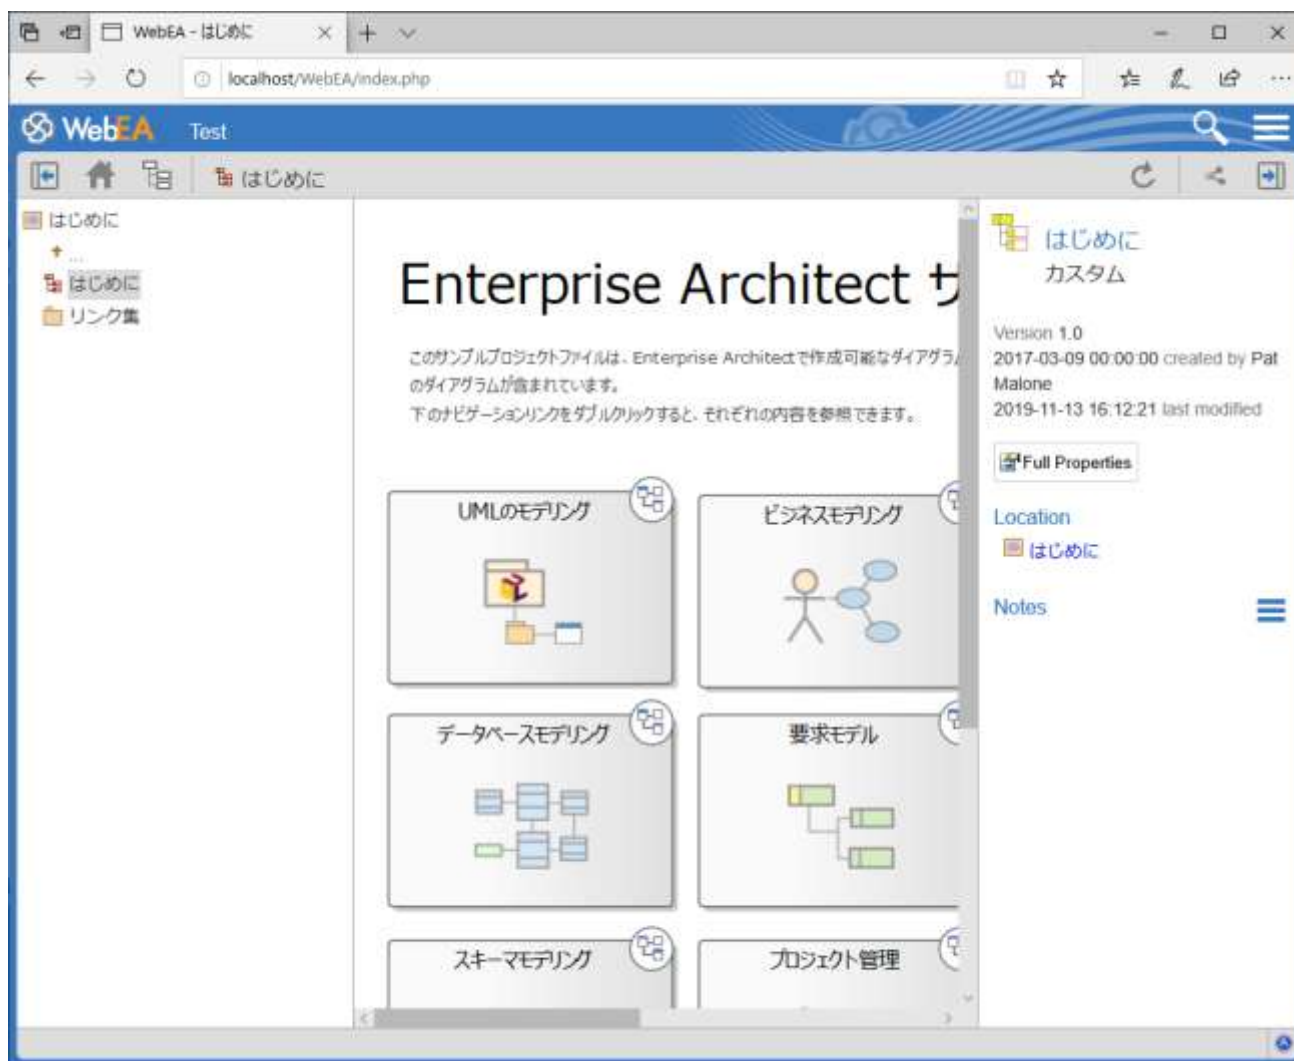 WebEA - はじめに
localhost/WebEA/index.php
WebEA Test
はじめに
はじめに
...
はじめに
リンク集
Enterprise Architect サ
このサンプルプロジェクトファイルは、Enterprise Architectで作成可能なダイアグラム
のダイアグラムが含まれています。
下のナビゲーションリンクをダブルクリックすると、それぞれの内容を参照できます。
UMLのモデリング
ビジネスモデリング
データベースモデリング
要求モデル
スキーマモデリング
プロジェクト管理
はじめに
カスタム
Version 1.0
2017-03-09 00:00:00 created by Pat
Malone
2019-11-13 16:12:21 last modified
Full Properties
Location
はじめに
Notes